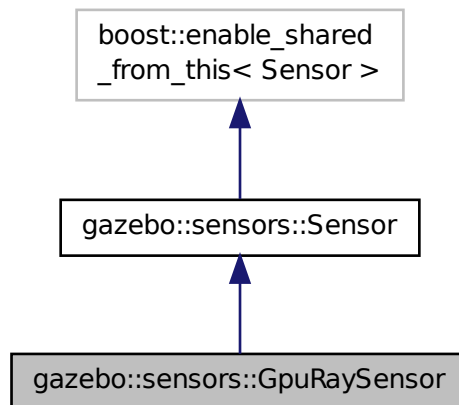 boost::enable_shared
_from_this< Sensor >
gazebo::sensors::Sensor
gazebo::sensors::GpuRaySensor